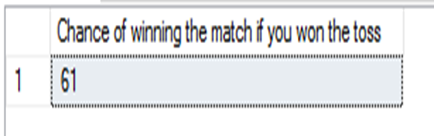 Chance of winning the match if you won the toss
1 61